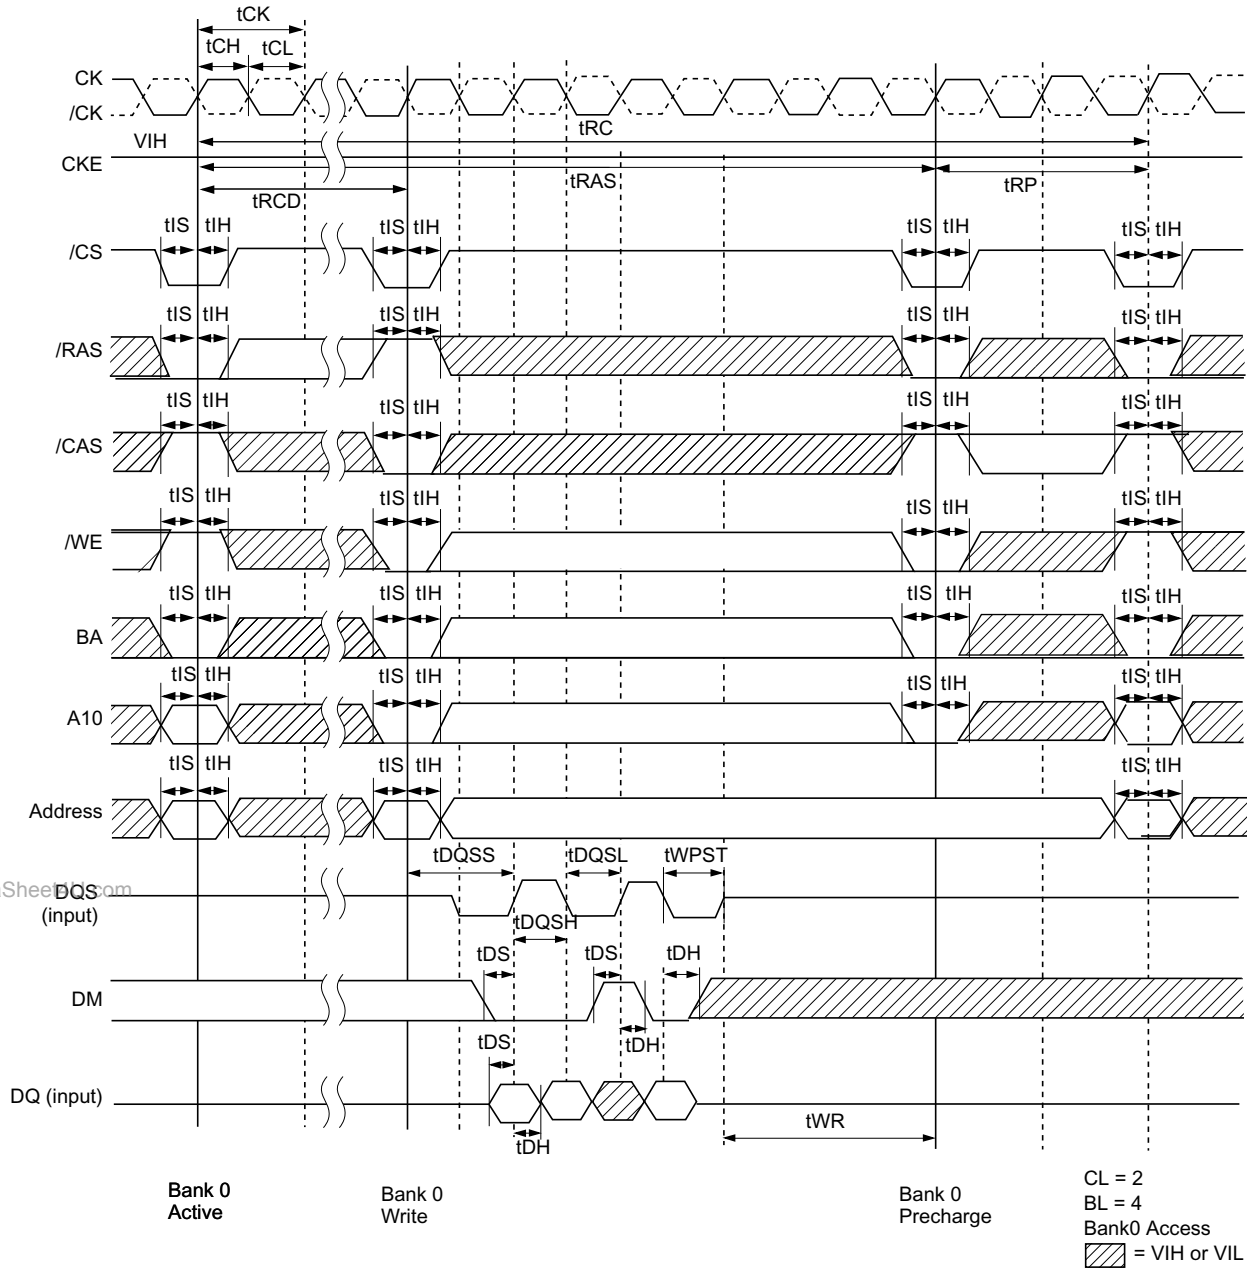 tCK
tCH tCL
CK
/CK
tRC
VIH
CKE
tRAS
tRP
tRCD
tIS tIH tIS tIH tIS tIH tIS tIH
/CS
tIS tIH tIS tIH tIS tIH tIS tIH
/RAS
tIS tIH tIS tIH tIS tIH tIS tIH
/CAS
tIS tIH tIS tIH tIS tIH tIS tIH
/WE
tIS tIH tIS tIH tIS tIH tIS tIH
BA
tIS tIH tIS tIH tIS tIH tIS tIH
A10
tIS tIH tIS tIH tIS tIH
Address
tDQSS tDQSL tWPST
DQS
(input)
tDQSH
tDS tDS tDH
DM
tDS tDH
DQ (input)
tWR
tDH
Bank 0
Active
Bank 0
Write
Bank 0
Precharge
CL = 2
BL = 4
Bank0 Access
= VIH or VIL